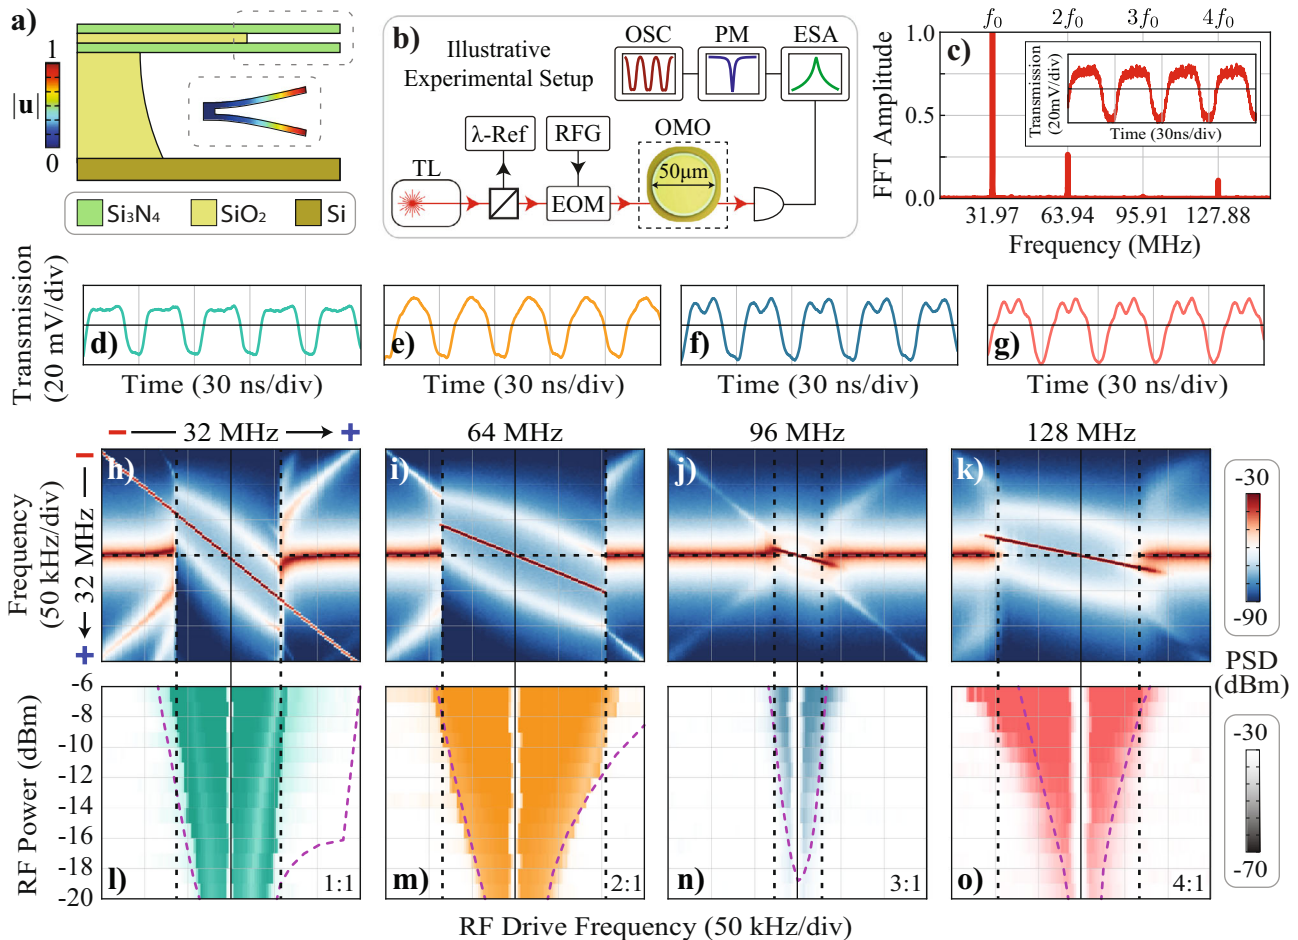 a)
1
|u|
0
Si₃N₄
SiO₂
Si
b)
Illustrative
Experimental Setup
OSC
PM
ESA
λ-Ref
RFG
OMO
TL
EOM
50μm
c)
f₀
2f₀
3f₀
4f₀
FFT Amplitude
1.0
0.5
0.0
Transmission
(20mV/div)
Time (30ns/div)
31.97
63.94
95.91
127.88
Frequency (MHz)
Transmission
(20 mV/div)
d)
e)
f)
g)
Time (30 ns/div)
Time (30 ns/div)
Time (30 ns/div)
Time (30 ns/div)
− 32 MHz +
64 MHz
96 MHz
128 MHz
Frequency
(50 kHz/div)
− 32 MHz +
h)
i)
j)
k)
-30
-90
PSD
(dBm)
-30
-70
RF Power (dBm)
-6
-8
-10
-12
-14
-16
-18
-20
l)
1:1
m)
2:1
n)
3:1
o)
4:1
RF Drive Frequency (50 kHz/div)